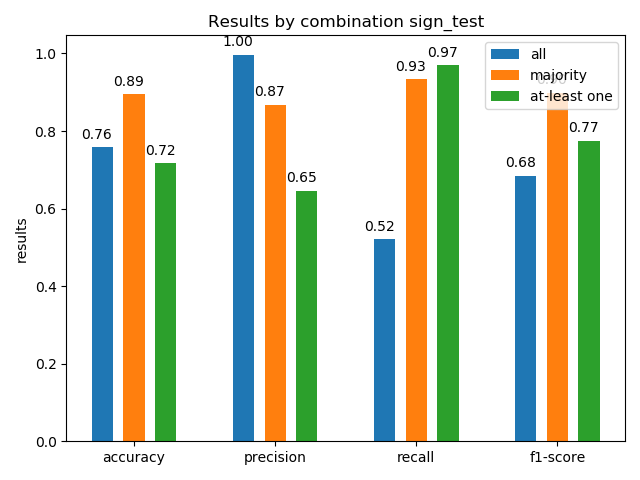 Results by combination sign_test
results
1.0
0.8
0.6
0.4
0.2
0.0
0.76
0.89
0.72
1.00
0.87
0.65
0.52
0.93
0.97
0.68
0.77
all
majority
at-least one
accuracy
precision
recall
f1-score